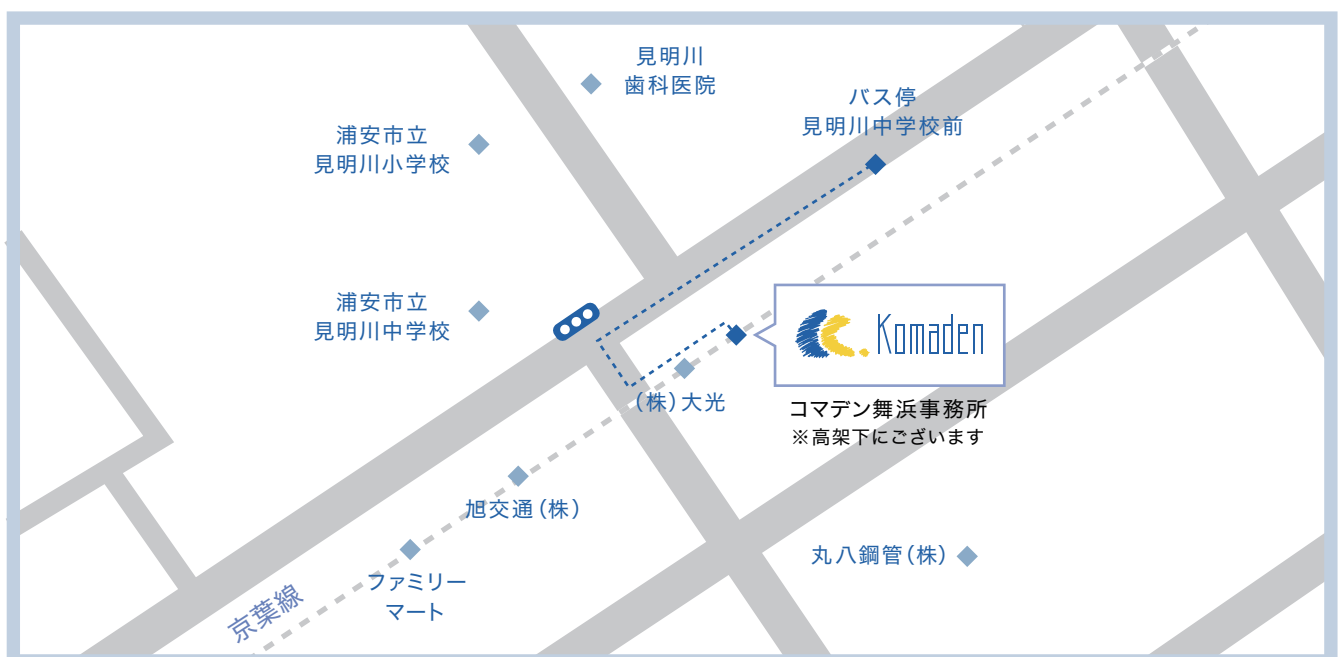 見明川
歯科医院
バス停
見明川中学校前
浦安市立
見明川小学校
浦安市立
見明川中学校
Komaden
(株)大光
コマデン舞浜事務所
※高架下にございます
旭交通(株)
丸八鋼管(株)
ファミリー
マート
京葉線